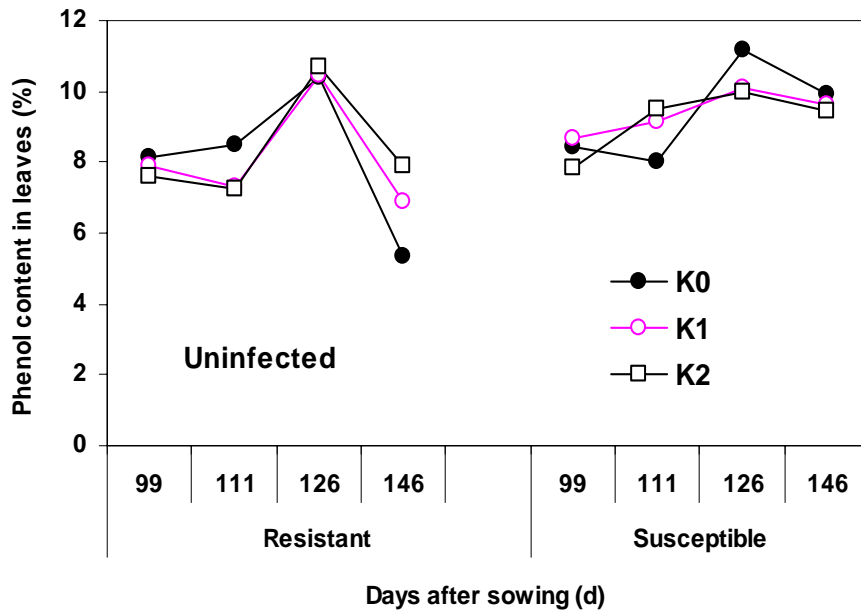 12
10
8
6
4
2
0
Phenol content in leaves (%)
Uninfected
K0
K1
K2
99 111 126 146 99 111 126 146
Resistant Susceptible
Days after sowing (d)